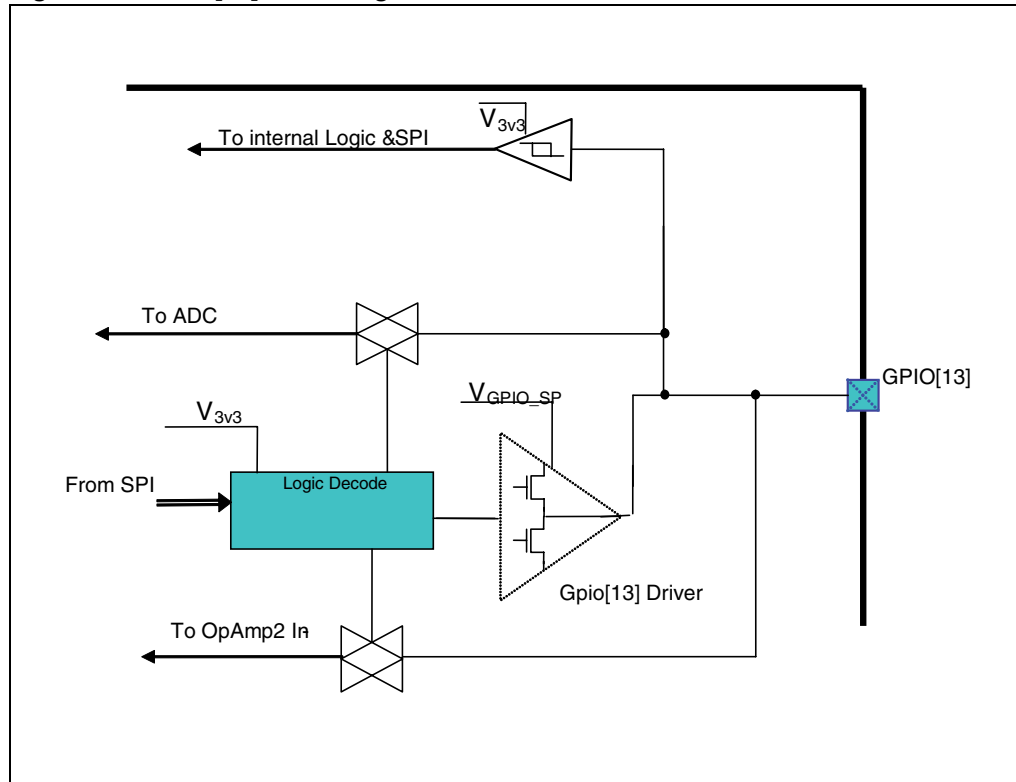 V3v3
To internal Logic &SPI
To ADC
GPIO[13]
VGPIO_SP
V3v3
From SPI
Logic Decode
Gpio[13] Driver
To OpAmp2 In-